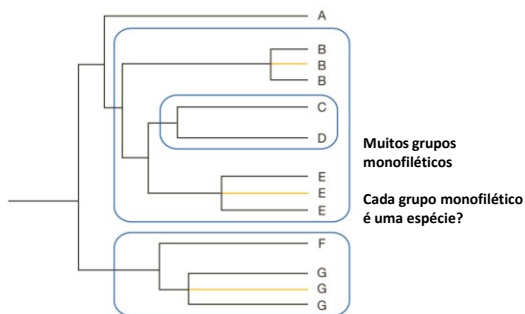 A
B
B
B
C
D
Muitos grupos
monofiléticos
E
Cada grupo monofilético
E
é uma espécie?
E
F
G
G
G